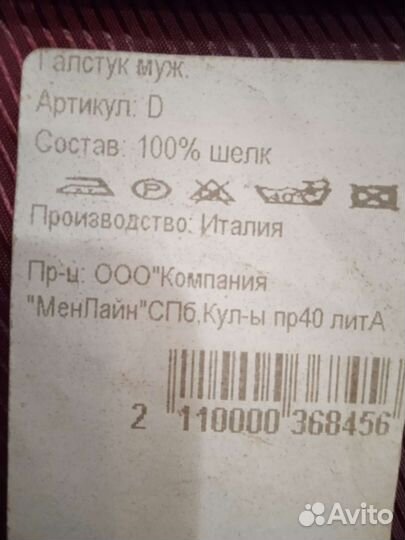 Галстук муж.
Артикул: D
Состав: 100% шелк
P 40°C
Производство: Италия
Пр-ц: ООО"Компания
"МенЛайн"СПб,Кул-ы пр40 литА
2 110000 368456
Avito